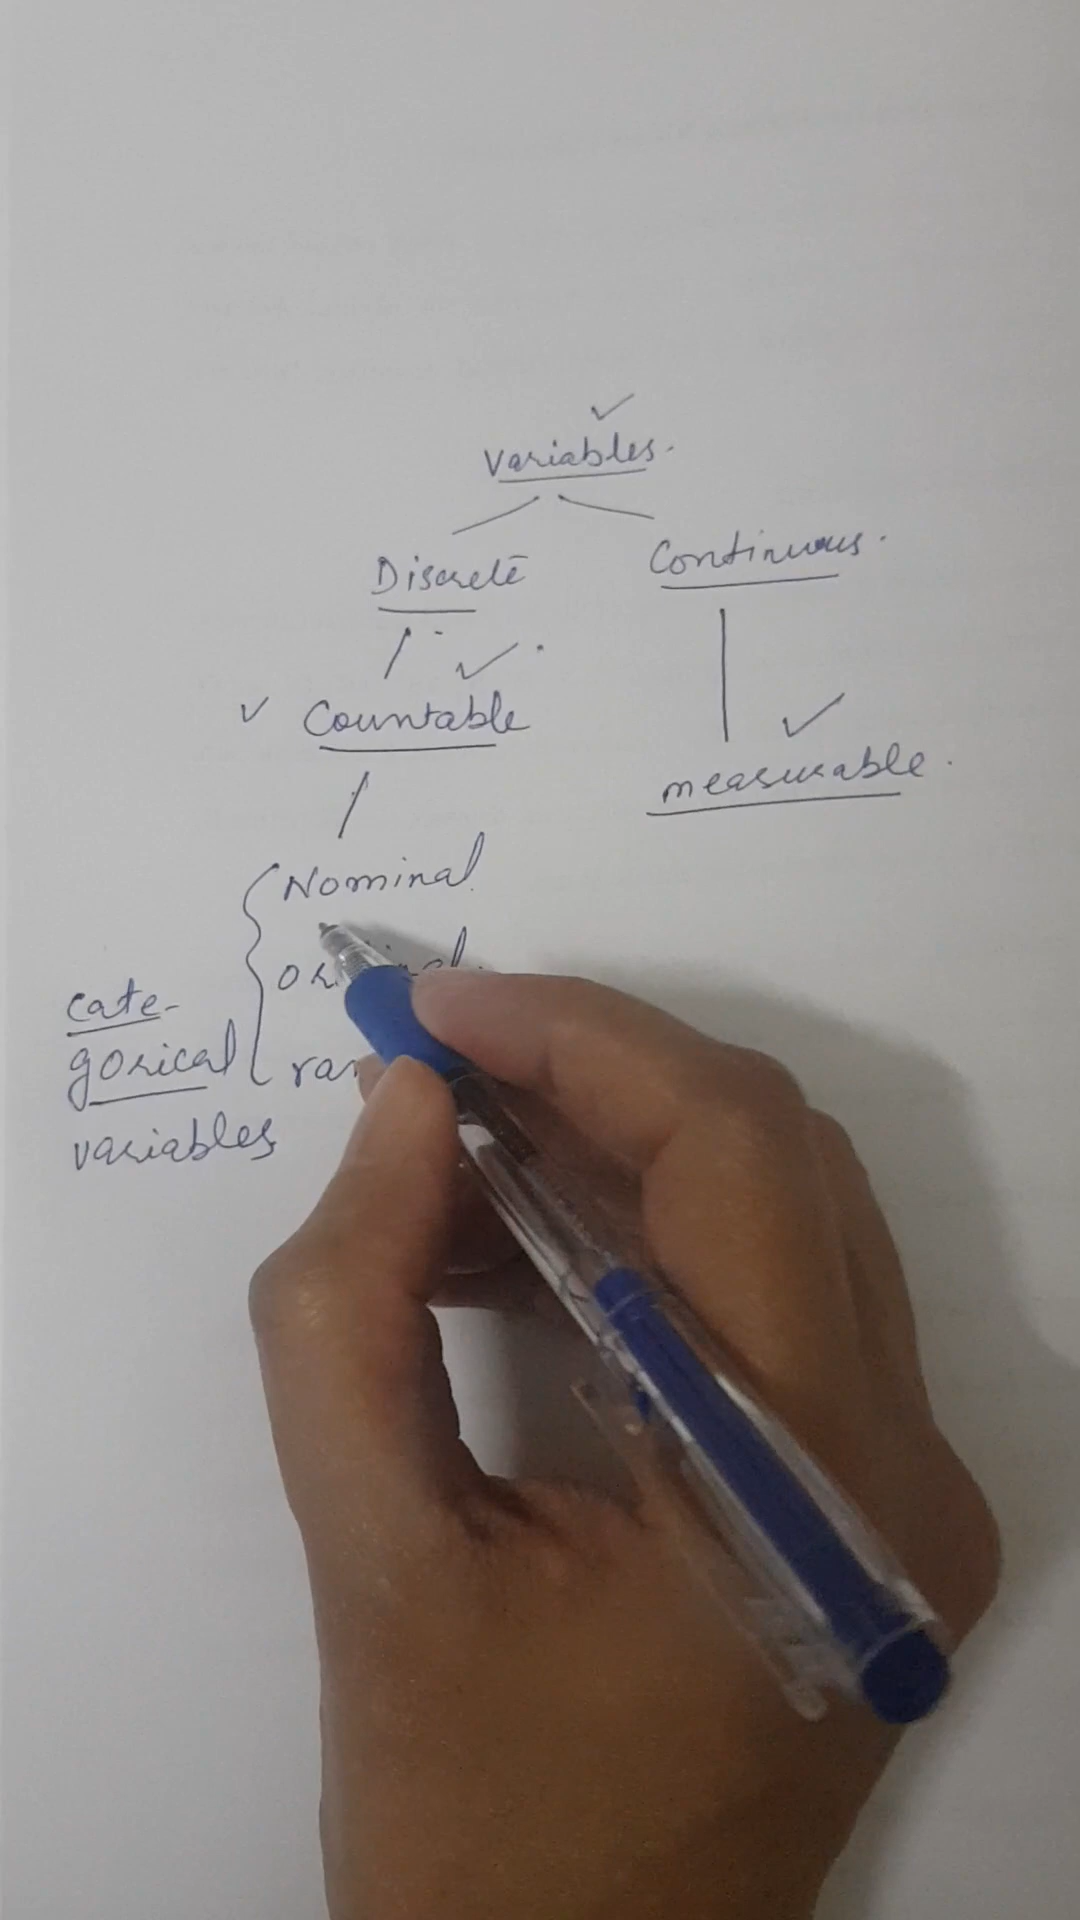 Variables.
Discrete
Continuous.
Countable
measurable.
Nominal
cate-
gorical
variables